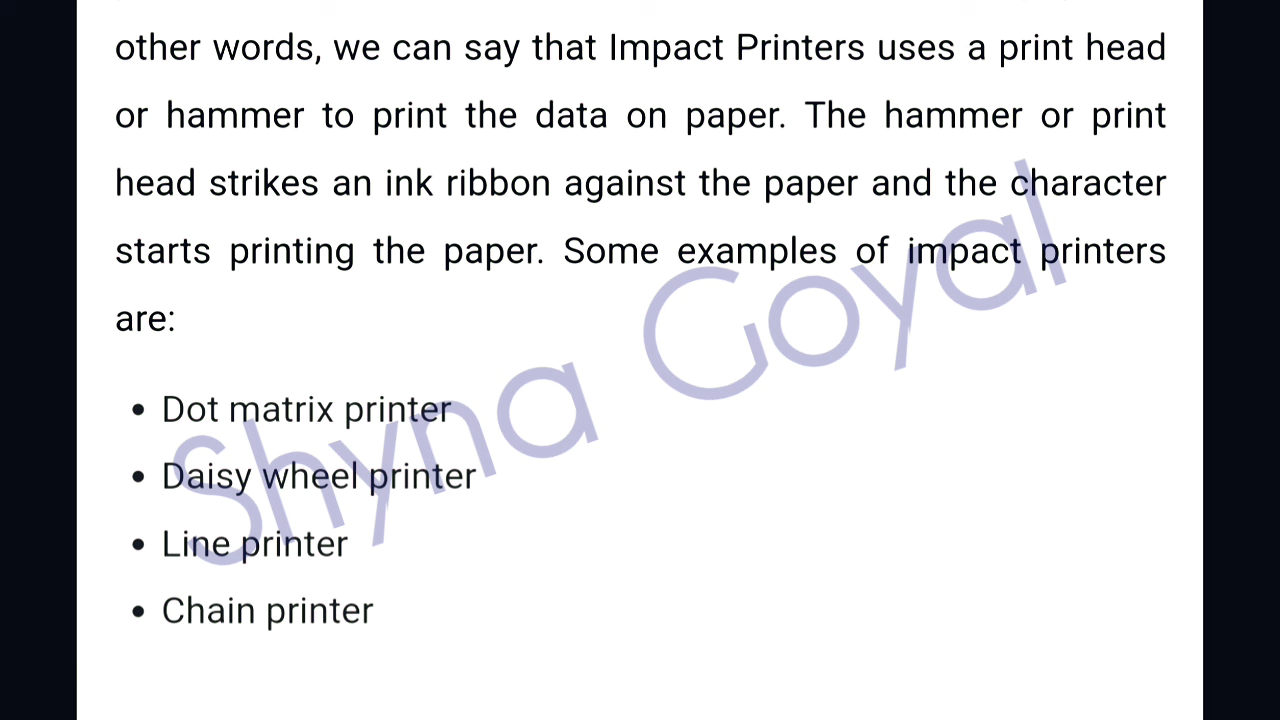 other words, we can say that Impact Printers uses a print head
or hammer to print the data on paper. The hammer or print
head strikes an ink ribbon against the paper and the character
starts printing the paper. Some examples of impact printers
are:
• Dot matrix printer
• Daisy wheel printer
• Line printer
• Chain printer
Shyna Goyal